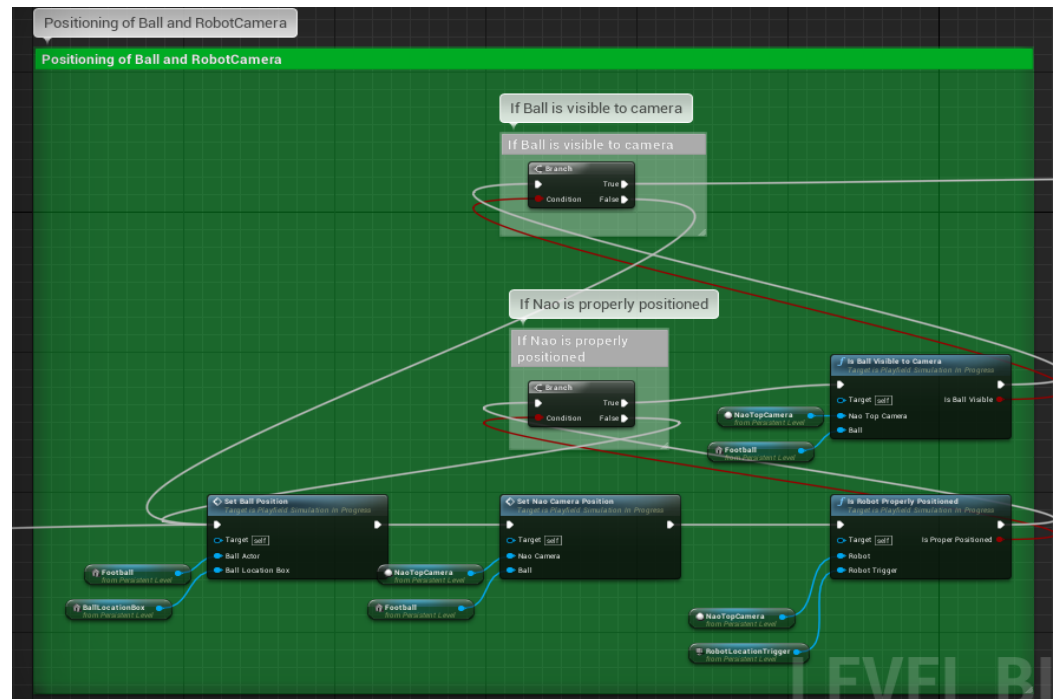 Positioning of Ball and RobotCamera
Positioning of Ball and RobotCamera
If Ball is visible to camera
If Ball is visible to camera
Branch
True
Condition False
If Nao is properly positioned
If Nao is properly
positioned
Branch
True
Condition False
Is Ball Visible to Camera
Target is Playfield Simulation In Progress
Target self Is Ball Visible
Nao Top Camera
Ball
NaoTopCamera
from Persistent Level
Football
from Persistent Level
Set Ball Position
Target is Playfield Simulation In Progress
Target self
Ball Actor
Ball Location Box
Football
from Persistent Level
BallLocationBox
from Persistent Level
Set Nao Camera Position
Target is Playfield Simulation In Progress
Target self
Nao Camera
Ball
NaoTopCamera
from Persistent Level
Football
from Persistent Level
Is Robot Properly Positioned
Target is Playfield Simulation In Progress
Target self Is Proper Positioned
Robot
Robot Trigger
NaoTopCamera
from Persistent Level
RobotLocationTrigger
from Persistent Level
LEVEL BL